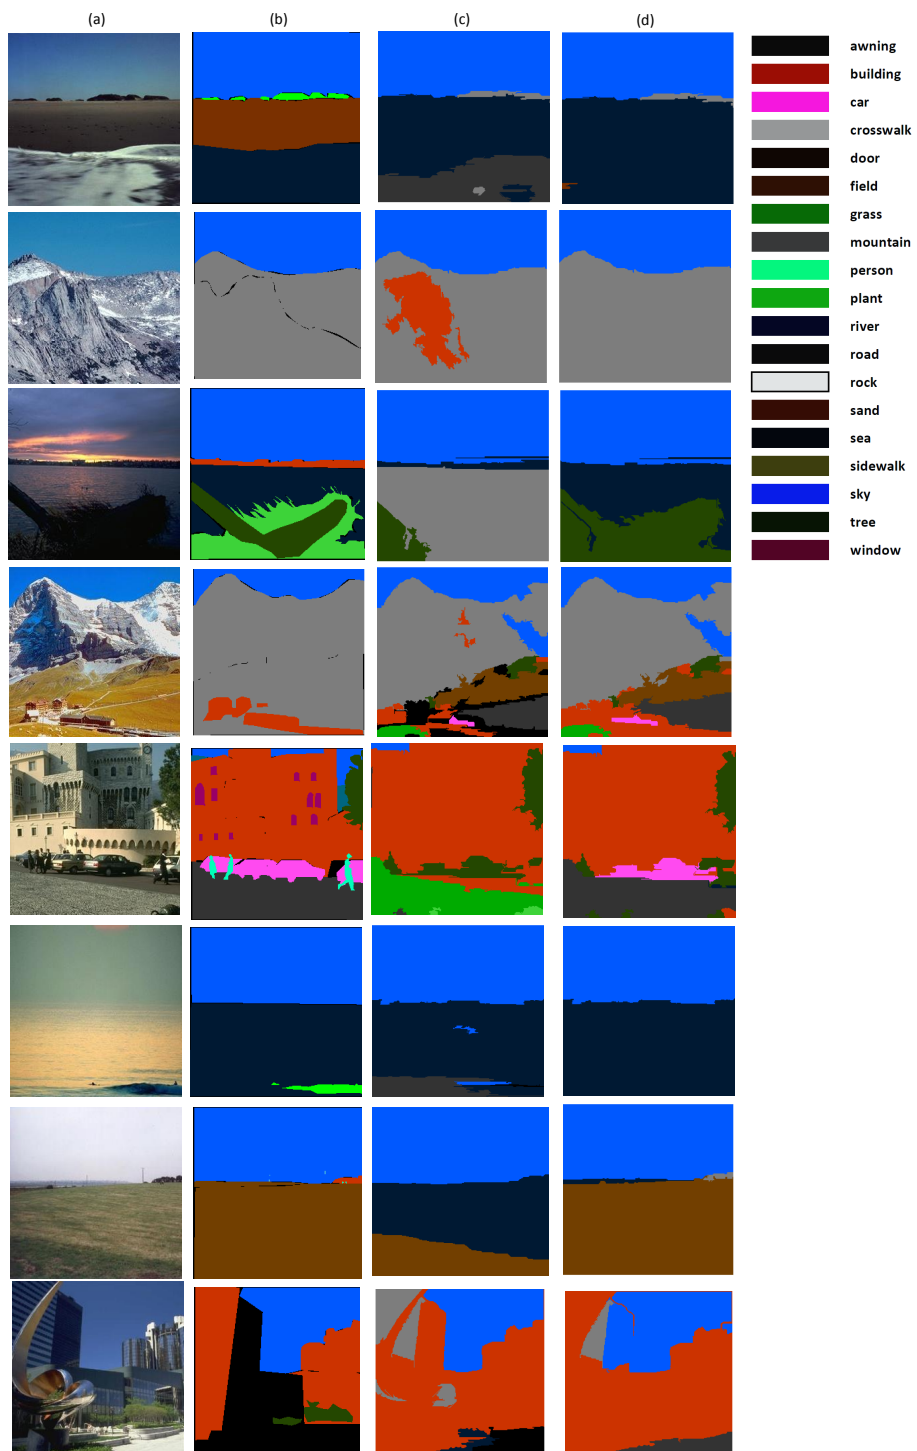 (a) (b) (c) (d)
awning
building
car
crosswalk
door
field
grass
mountain
person
plant
river
road
rock
sand
sea
sidewalk
sky
tree
window